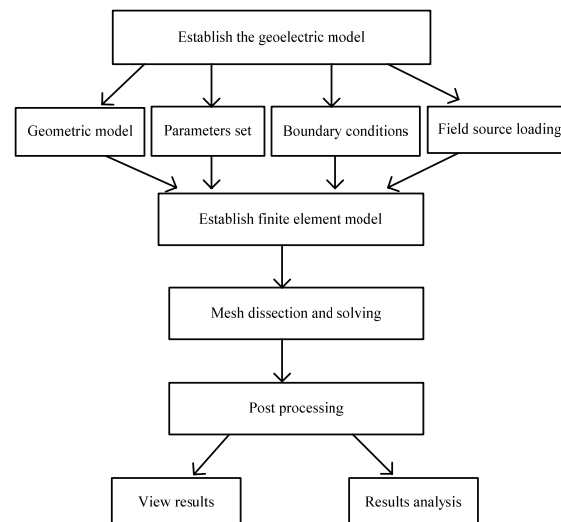 Establish the geoelectric model
Geometric model
Parameters set
Boundary conditions
Field source loading
Establish finite element model
Mesh dissection and solving
Post processing
View results
Results analysis